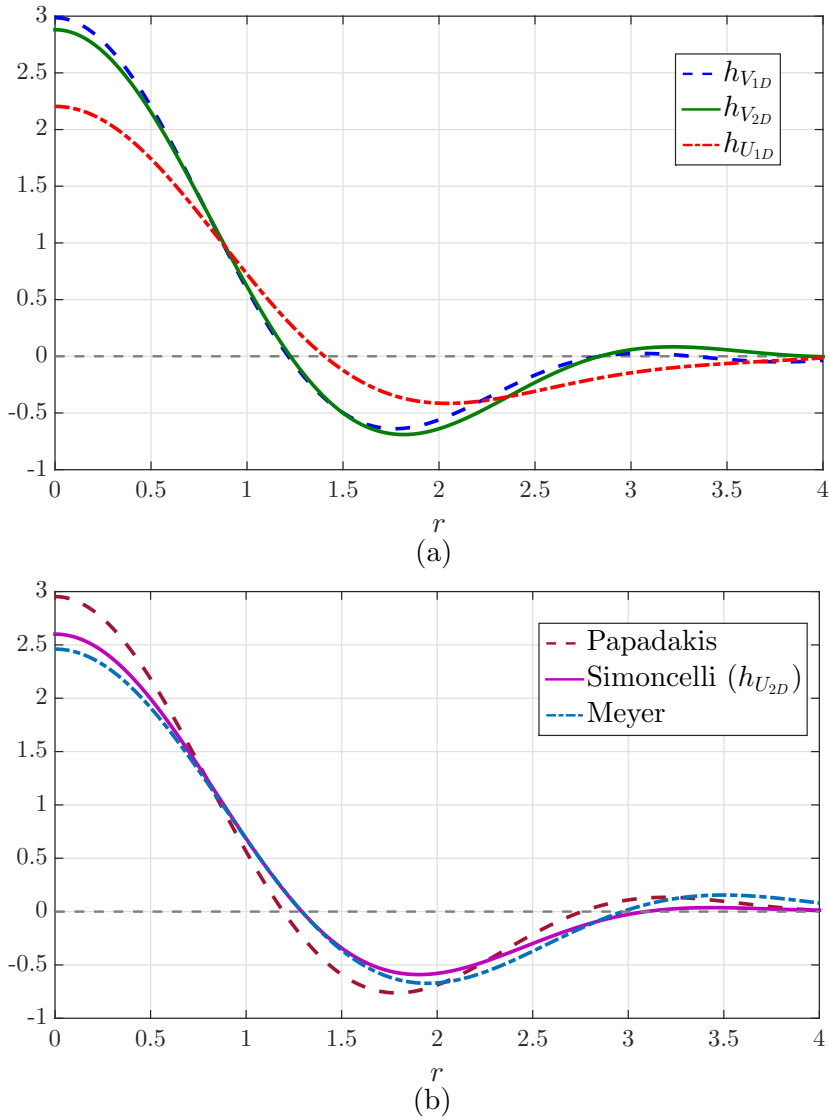 3
2.5
2
1.5
1
0.5
0
-0.5
-1
0 0.5 1 1.5 2 2.5 3 3.5 4
r
h_{V_{1D}}
h_{V_{2D}}
h_{U_{1D}}
(a)
3
2.5
2
1.5
1
0.5
0
-0.5
-1
0 0.5 1 1.5 2 2.5 3 3.5 4
r
Papadakis
Simoncelli (h_{U_{2D}})
Meyer
(b)